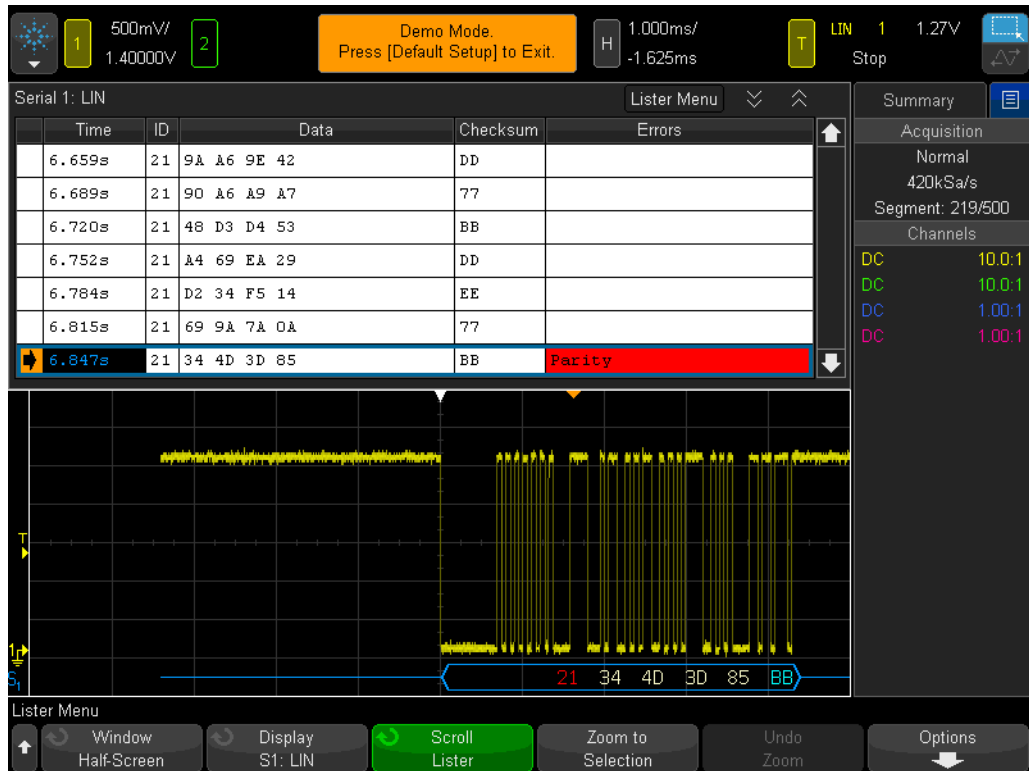 1 500mV/ 2 Demo Mode. H 1.000ms/ T LIN 1 1.27V
1.40000V Press [Default Setup] to Exit. -1.625ms Stop
Serial 1: LIN Lister Menu
Time ID Data Checksum Errors
6.659s 21 9A A6 9E 42 DD
6.689s 21 90 A6 A9 A7 77
6.720s 21 48 D3 D4 53 BB
6.752s 21 A4 69 EA 29 DD
6.784s 21 D2 34 F5 14 EE
6.815s 21 69 9A 7A 0A 77
6.847s 21 34 4D 3D 85 BB Parity
Summary
Acquisition
Normal
420kSa/s
Segment: 219/500
Channels
DC 10.0:1
DC 10.0:1
DC 1.00:1
DC 1.00:1
T
1
S1 21 34 4D 3D 85 BB
Lister Menu
Window Display Scroll Zoom to Undo Options
Half-Screen S1: LIN Lister Selection Zoom